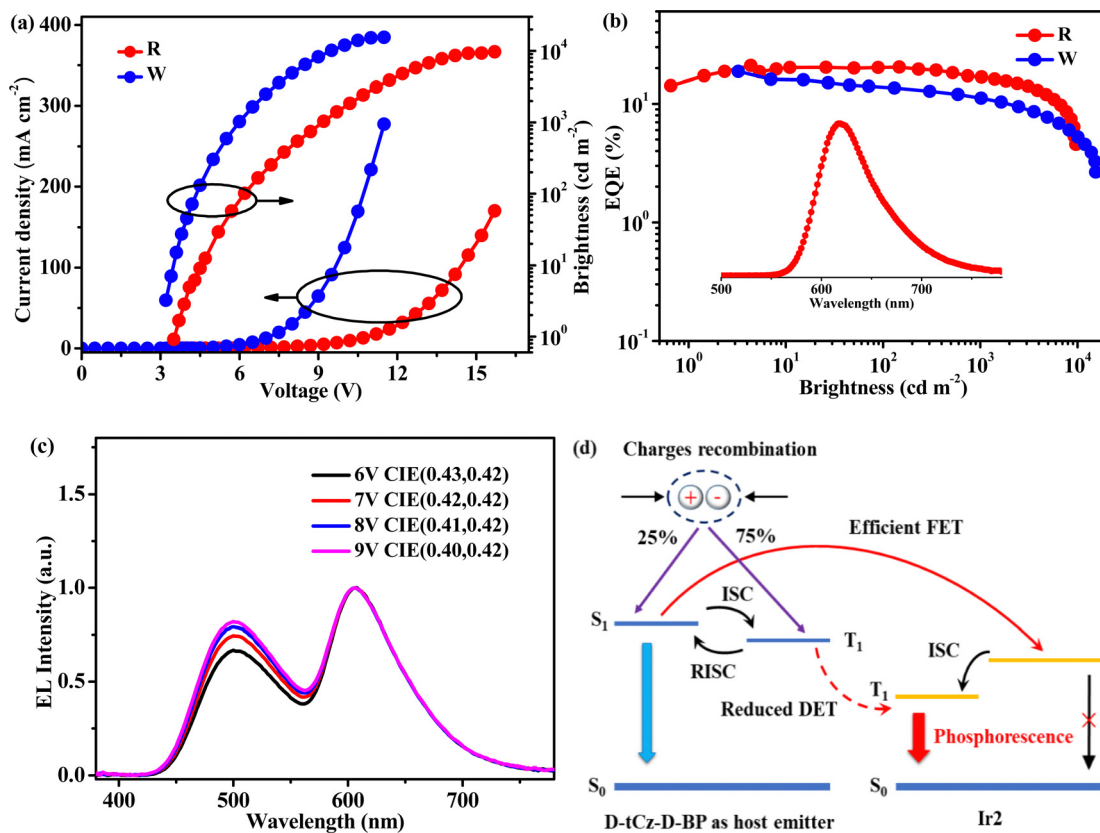 (a)
400
300
200
100
0
Current density (mA cm⁻²)
R
W
10⁴
10³
10²
10¹
10⁰
Brightness (cd m⁻²)
0 3 6 9 12 15
Voltage (V)
(b)
10¹
10⁰
10⁻¹
EQE (%)
R
W
500 600 700
Wavelength (nm)
10⁰ 10¹ 10² 10³ 10⁴
Brightness (cd m⁻²)
(c)
1.5
1.0
0.5
0.0
EL Intensity (a.u.)
6V CIE(0.43,0.42)
7V CIE(0.42,0.42)
8V CIE(0.41,0.42)
9V CIE(0.40,0.42)
400 500 600 700
Wavelength (nm)
(d) Charges recombination
+ -
25% 75%
Efficient FET
ISC
S₁
T₁
RISC
ISC
T₁
Reduced DET
Phosphorescence
×
S₀
S₀
D-tCz-D-BP as host emitter
Ir2